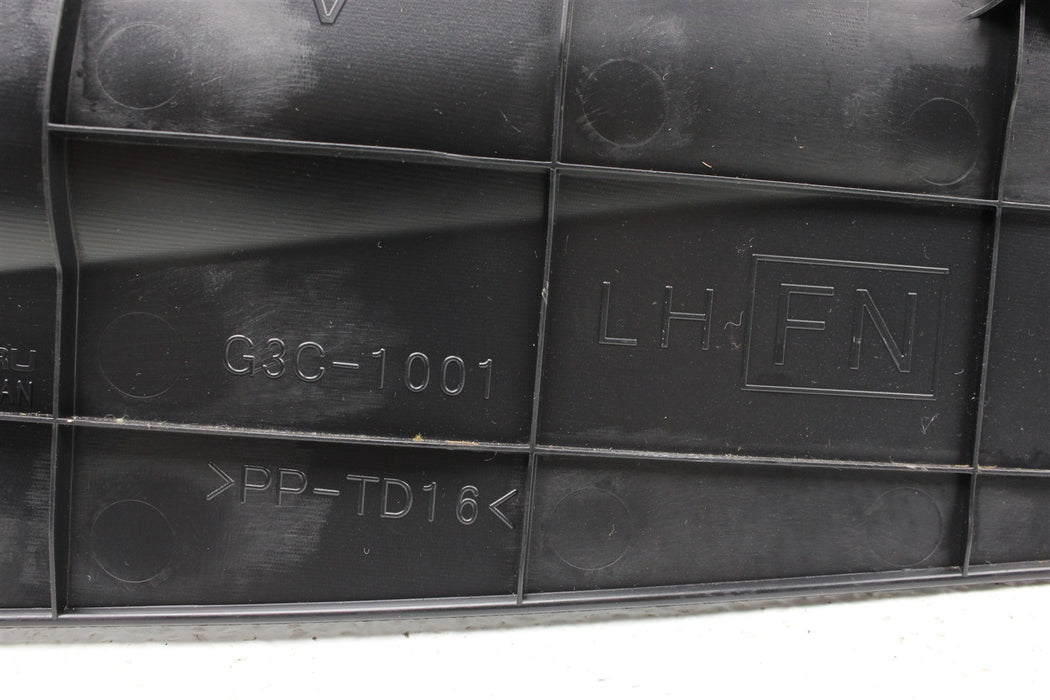 LH FN
G3C-1001
>PP-TD16<